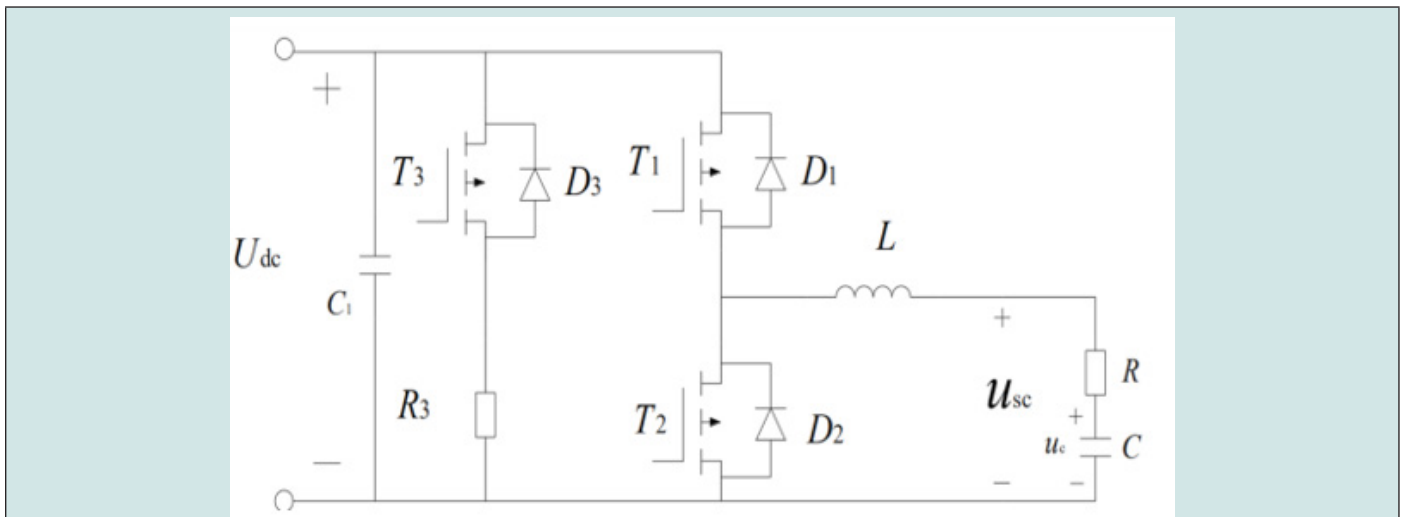 +
T3
D3
T1
D1
Udc
L
C1
+
R
R3
T2
D2
usc
+
uc
C
−
−
−